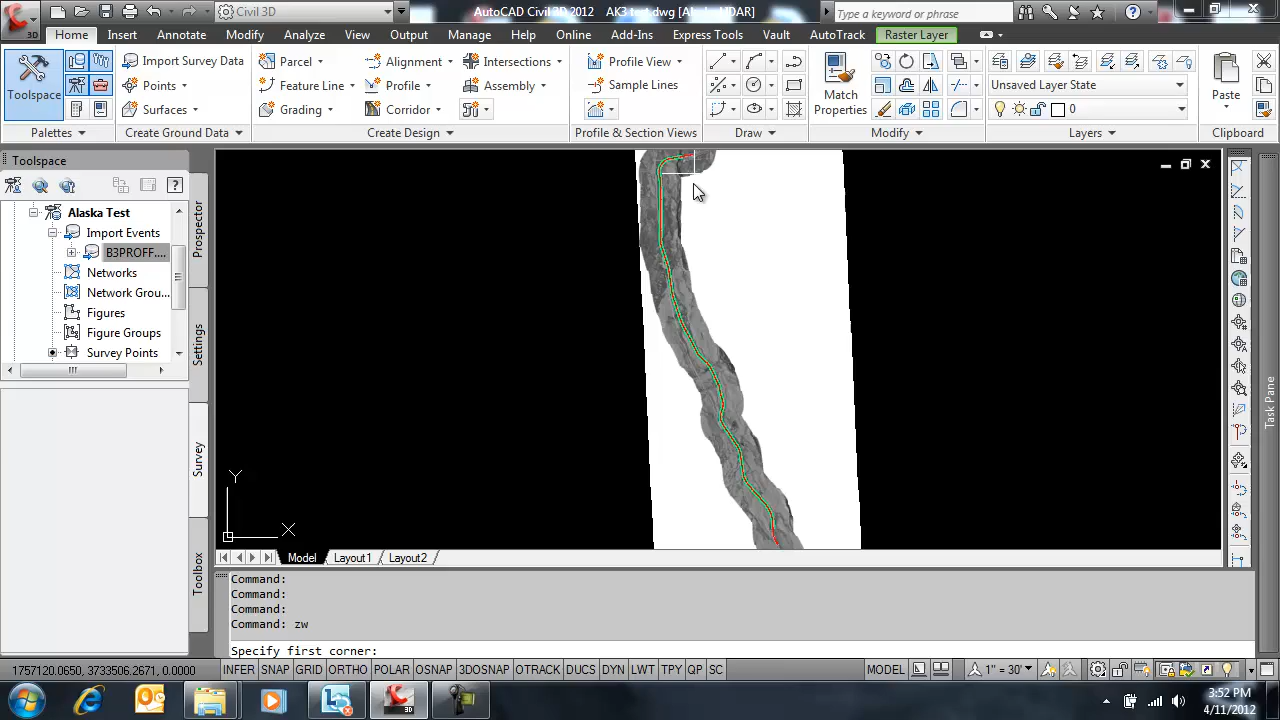 Civil 3D
AutoCAD Civil 3D 2012 AK3 test.dwg [Alaska LIDAR]
Type a keyword or phrase
3D
Home Insert Annotate Modify Analyze View Output Manage Help Online Add-Ins Express Tools Vault AutoTrack Raster Layer
Import Survey Data Parcel Alignment Intersections Profile View Unsaved Layer State
Toolspace Points Feature Line Profile Assembly Sample Lines Match Properties 0 Paste
Surfaces Grading Corridor
Palettes Create Ground Data Create Design Profile & Section Views Draw Modify Layers Clipboard
Toolspace
Alaska Test
Import Events
B3PROFF....
Networks
Network Grou...
Figures
Figure Groups
Survey Points
Prospector
Settings
Survey
Toolbox
Task Pane
Y
X
Model Layout1 Layout2
Command:
Command:
Command:
Command: zw
Specify first corner:
1757120.0650, 3733506.2671, 0.0000 INFER SNAP GRID ORTHO POLAR OSNAP 3DOSNAP OTRACK DUCS DYN LWT TPY QP SC MODEL 1" = 30'
3:52 PM
4/11/2012